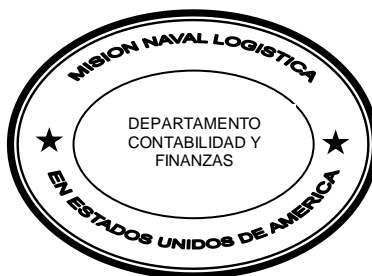 MISION NAVAL LOGISTICA
DEPARTAMENTO
CONTABILIDAD Y
FINANZAS
EN ESTADOS UNIDOS DE AMERICA